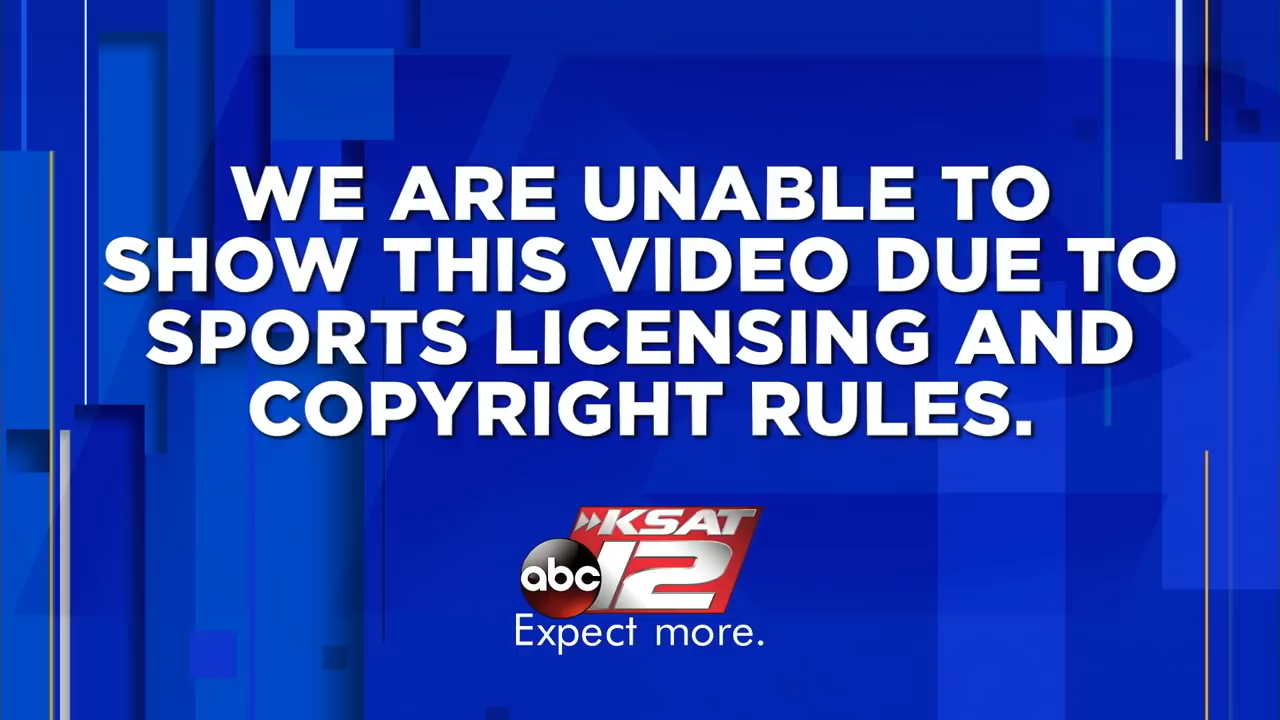 WE ARE UNABLE TO
SHOW THIS VIDEO DUE TO
SPORTS LICENSING AND
COPYRIGHT RULES.
KSAT
abc 12
Expect more.